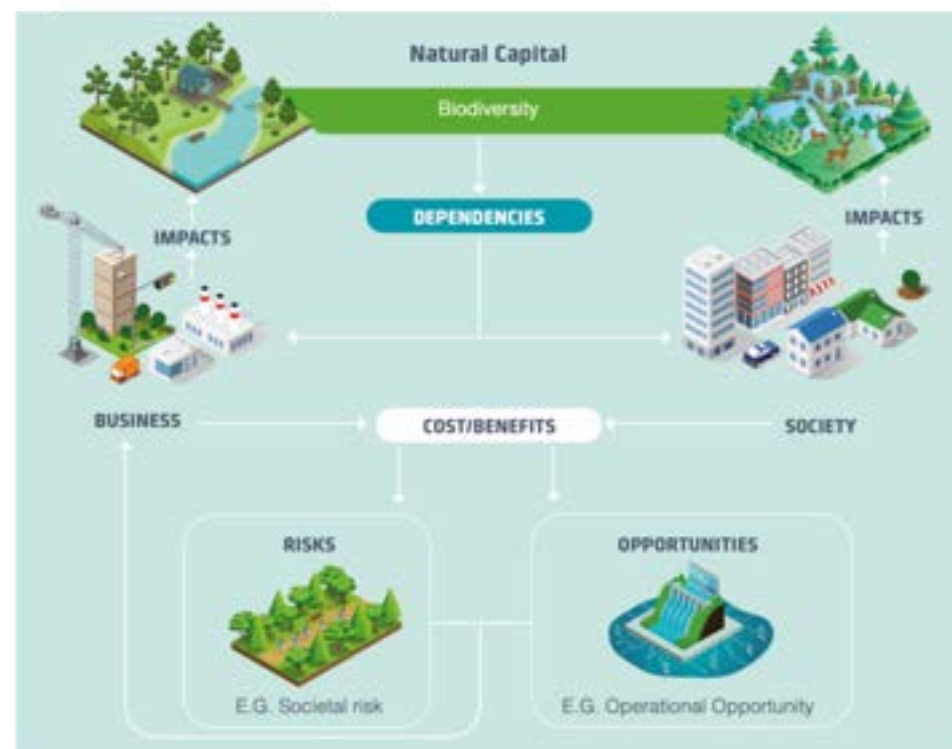 Natural Capital
Biodiversity
DEPENDENCIES
IMPACTS
IMPACTS
BUSINESS
COST/BENEFITS
SOCIETY
RISKS
OPPORTUNITIES
E.G. Societal risk
E.G. Operational Opportunity